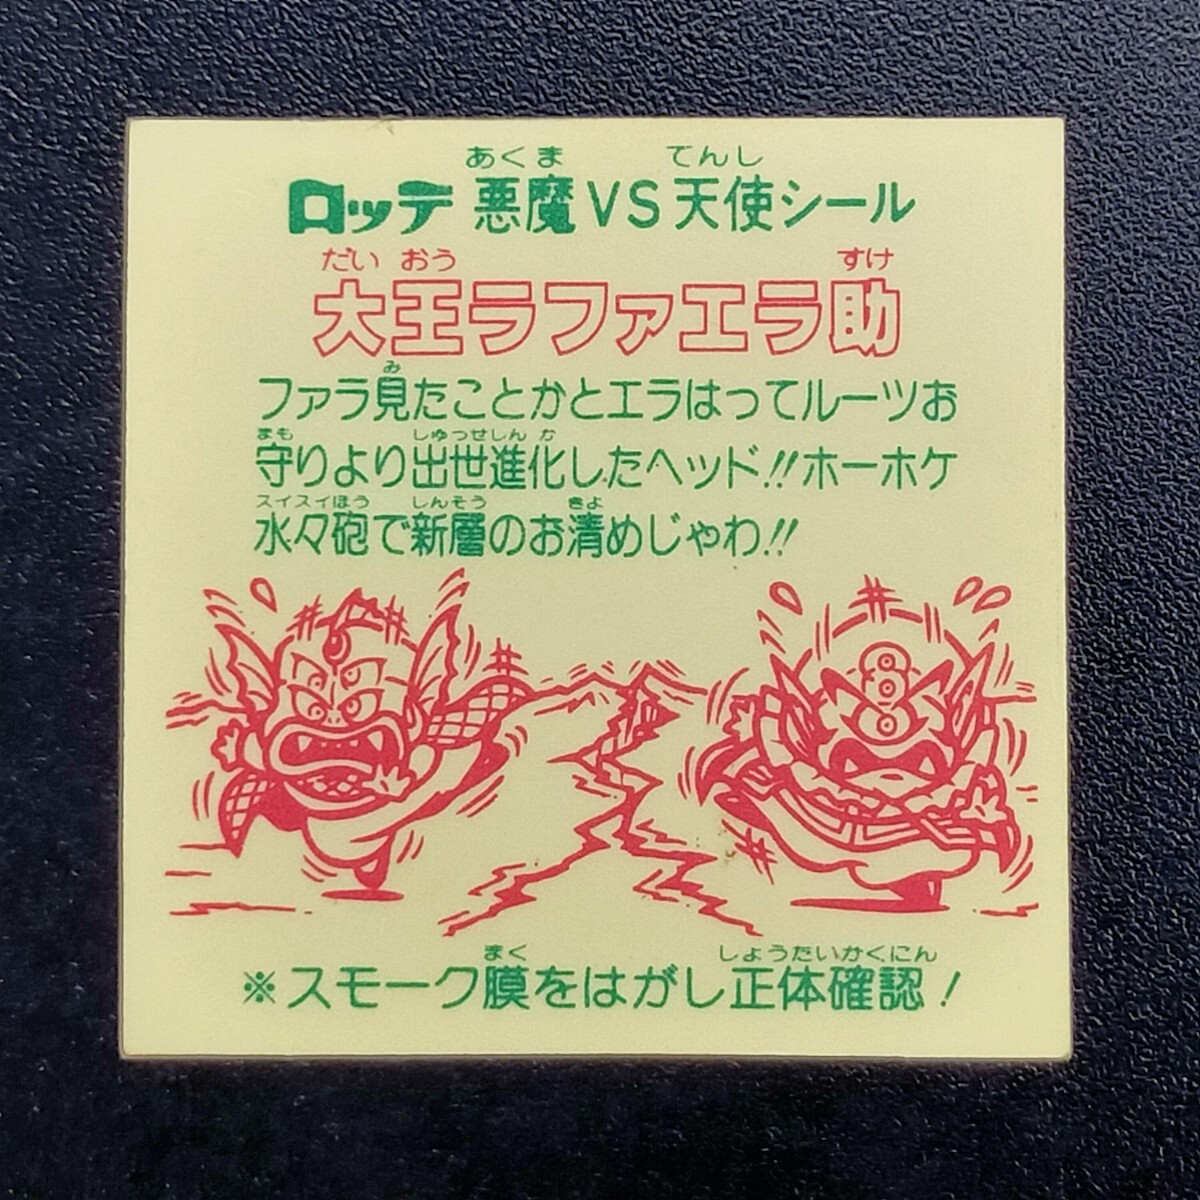 ロッテ 悪魔VS天使シール
あくま てんし
大王ラファエラ助
だい おう すけ
ファラ見たことかとエラはってルーツお
み
守りより出世進化したヘッド!!ホーホケ
まも しゅっせしん か
水々砲で新層のお清めじゃわ!!
スイスイほう しんそう きよ
※スモーク膜をはがし正体確認!
まく しょうたいかくにん